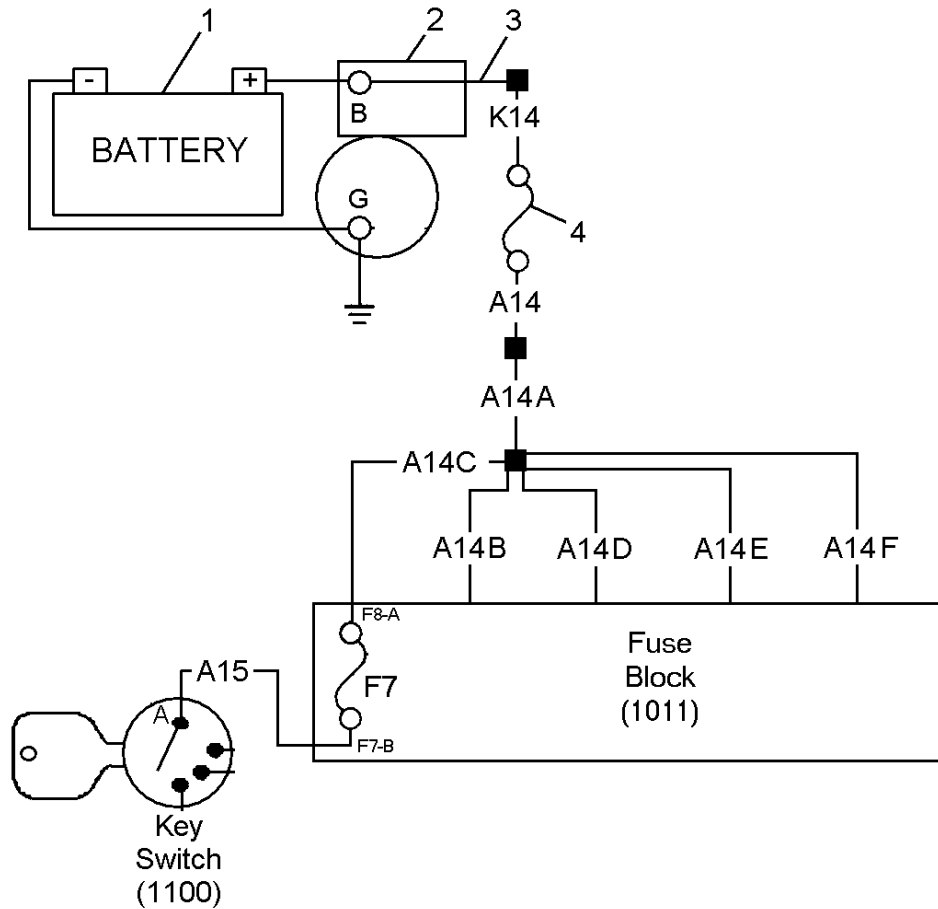 1
2
3
- +
B
BATTERY
K14
G
4
A14
A14A
A14C
A14B A14D A14E A14F
F8-A
Fuse
Block
(1011)
F7
A15
A
F7-B
Key
Switch
(1100)